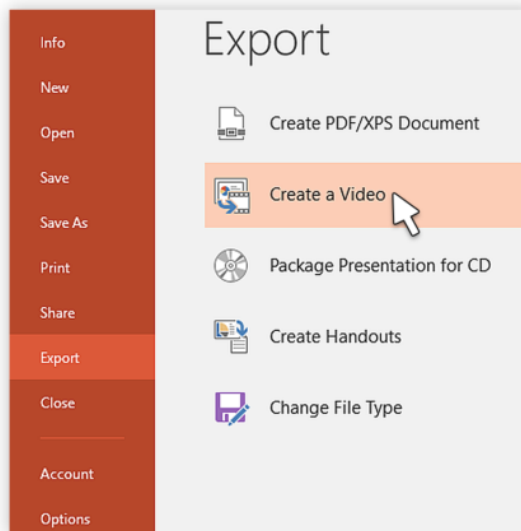 Info
New
Open
Save
Save As
Print
Share
Export
Close
Account
Options
Export
Create PDF/XPS Document
Create a Video
Package Presentation for CD
Create Handouts
Change File Type